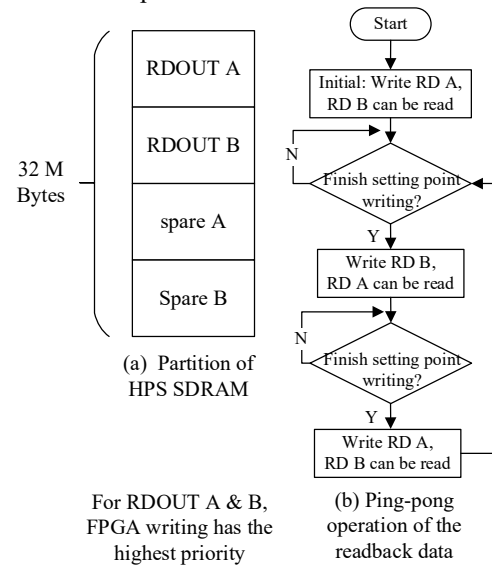 RDOUT A
RDOUT B
spare A
Spare B
32 M
Bytes
(a) Partition of
HPS SDRAM
For RDOUT A & B,
FPGA writing has the
highest priority
Start
Initial: Write RD A,
RD B can be read
N
Finish setting point
writing?
Y
Write RD B,
RD A can be read
N
Finish setting point
writing?
Y
Write RD A,
RD B can be read
(b) Ping-pong
operation of the
readback data